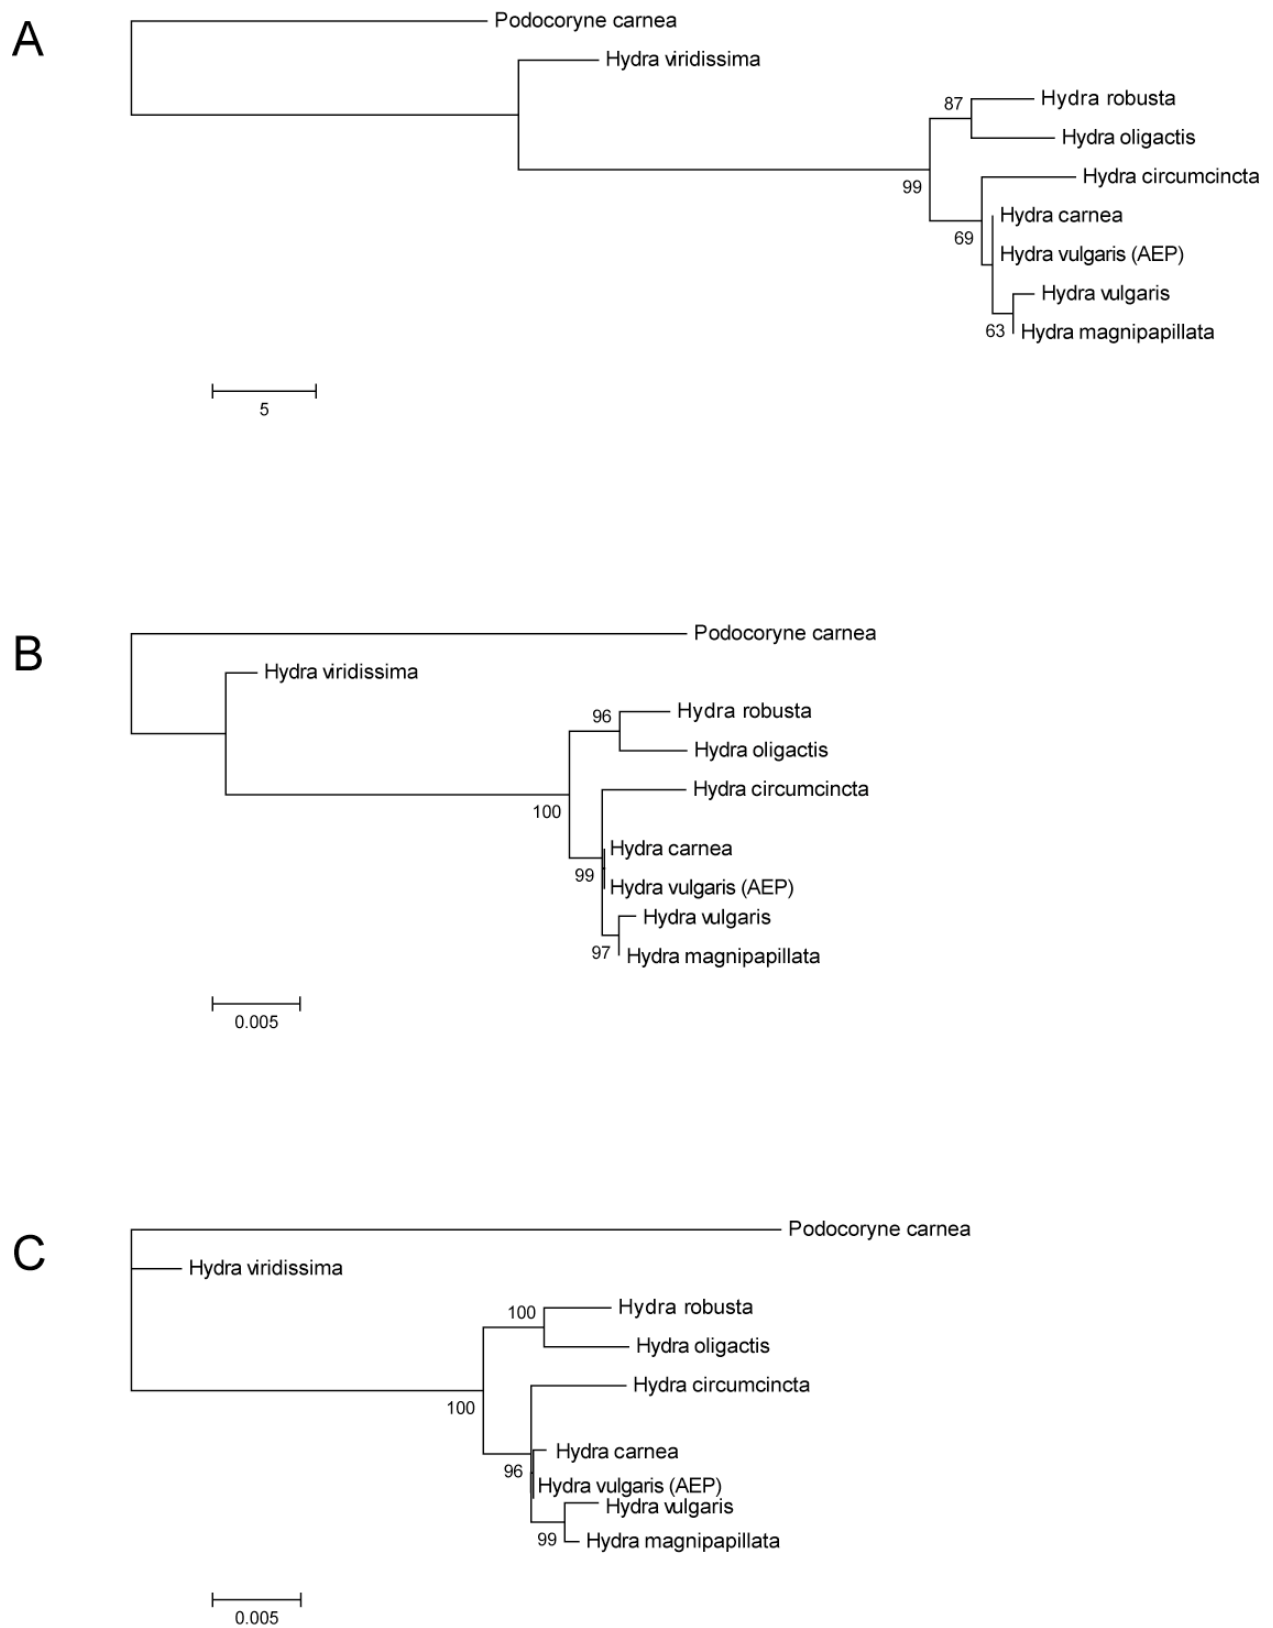 A
Podocoryne carnea
Hydra viridissima
87
Hydra robusta
Hydra oligactis
99
Hydra circumcincta
Hydra carnea
69
Hydra vulgaris (AEP)
Hydra vulgaris
63
Hydra magnipapillata
5
B
Podocoryne carnea
Hydra viridissima
96
Hydra robusta
Hydra oligactis
Hydra circumcincta
100
Hydra carnea
99
Hydra vulgaris (AEP)
Hydra vulgaris
97
Hydra magnipapillata
0.005
C
Podocoryne carnea
Hydra viridissima
100
Hydra robusta
Hydra oligactis
Hydra circumcincta
100
Hydra carnea
96
Hydra vulgaris (AEP)
Hydra vulgaris
99
Hydra magnipapillata
0.005